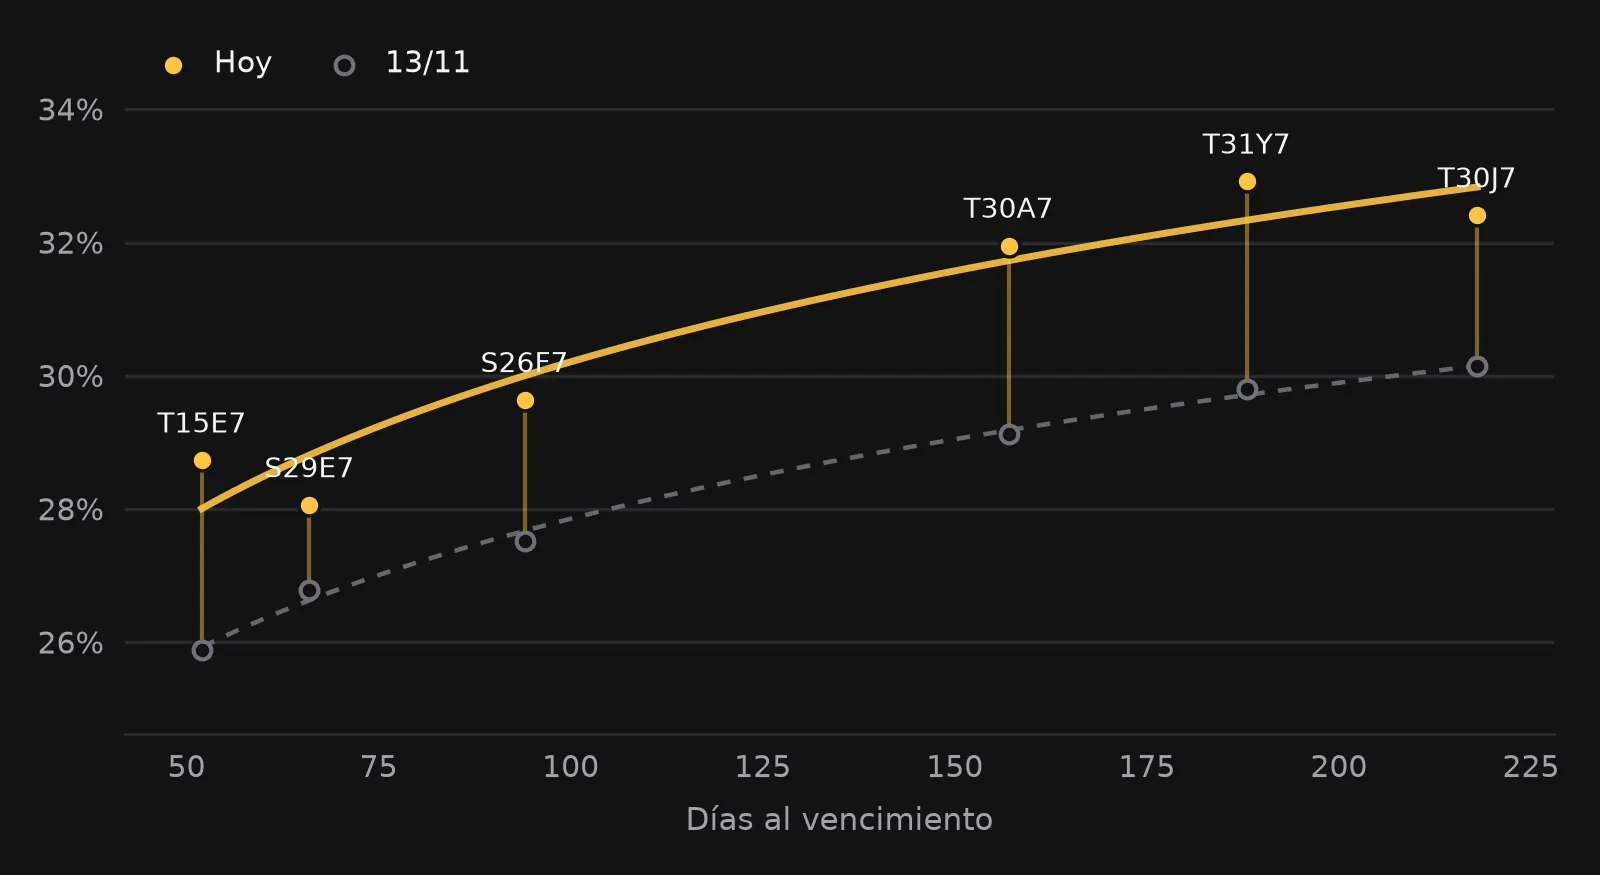 Hoy 13/11
34%
T31Y7
T30J7
T30A7
32%
S26F7
30%
T15E7
S29E7
28%
26%
50 75 100 125 150 175 200 225
Días al vencimiento